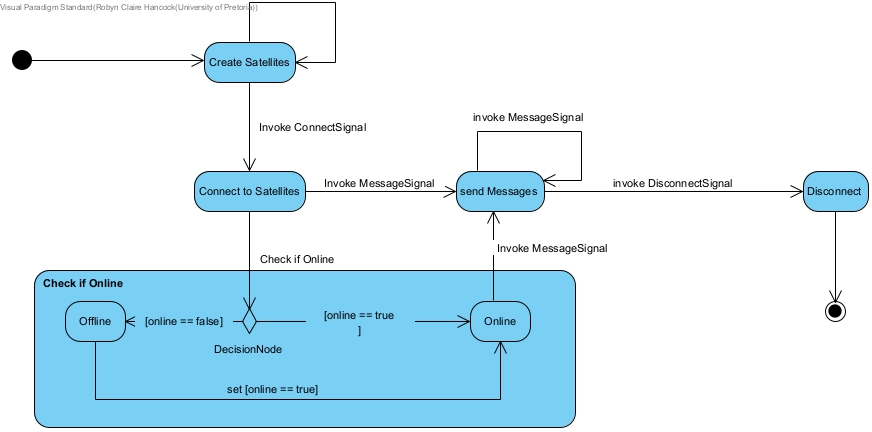 Visual Paradigm Standard(Robyn Claire Hancock(University of Pretoria))
Create Satellites
invoke MessageSignal
Invoke ConnectSignal
Connect to Satellites
Invoke MessageSignal
send Messages
invoke DisconnectSignal
Disconnect
Invoke MessageSignal
Check if Online
Check if Online
Offline
[online == false]
[online == true
]
Online
DecisionNode
set [online == true]